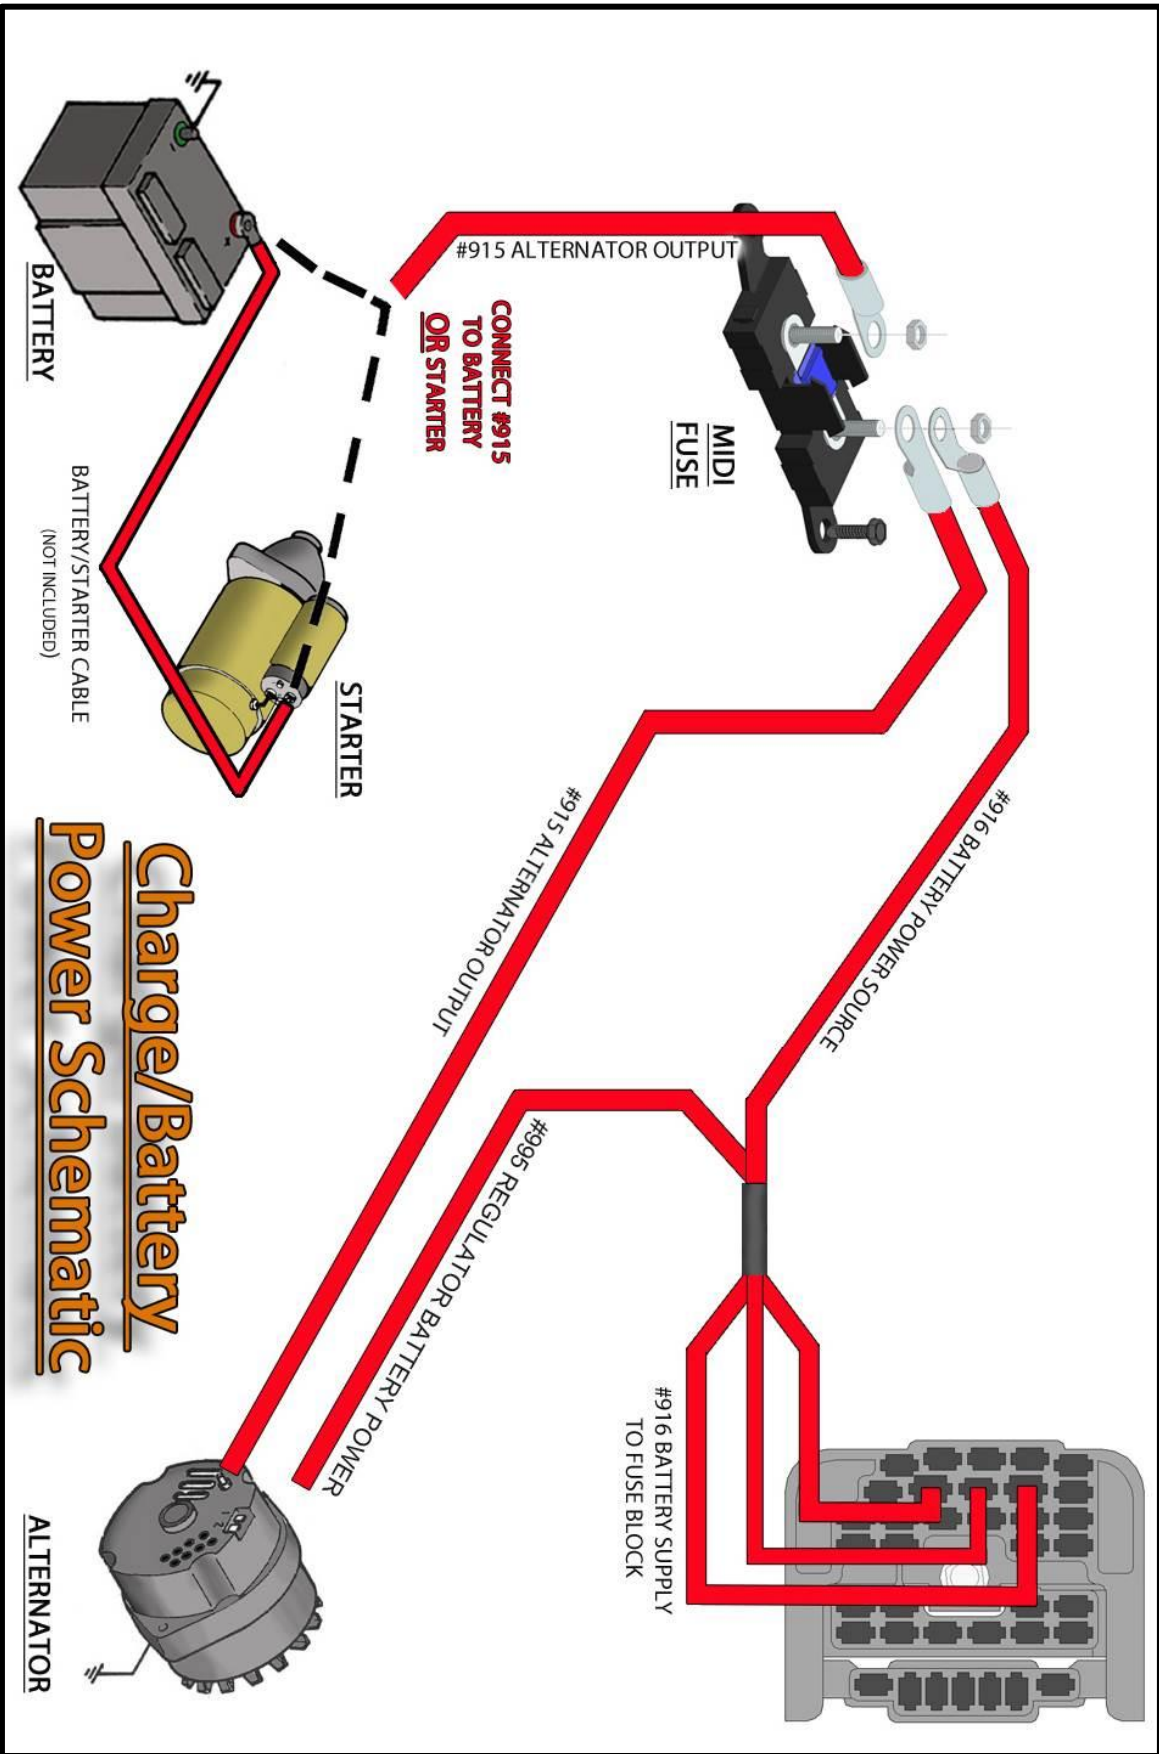 #915 ALTERNATOR OUTPUT
CONNECT #915
TO BATTERY
OR STARTER
BATTERY
MIDI
FUSE
BATTERY/STARTER CABLE
(NOT INCLUDED)
STARTER
#915 ALTERNATOR OUTPUT
#916 BATTERY POWER SOURCE
#995 REGULATOR BATTERY POWER
#916 BATTERY SUPPLY
TO FUSE BLOCK
Charge/Battery
Power Schematic
ALTERNATOR